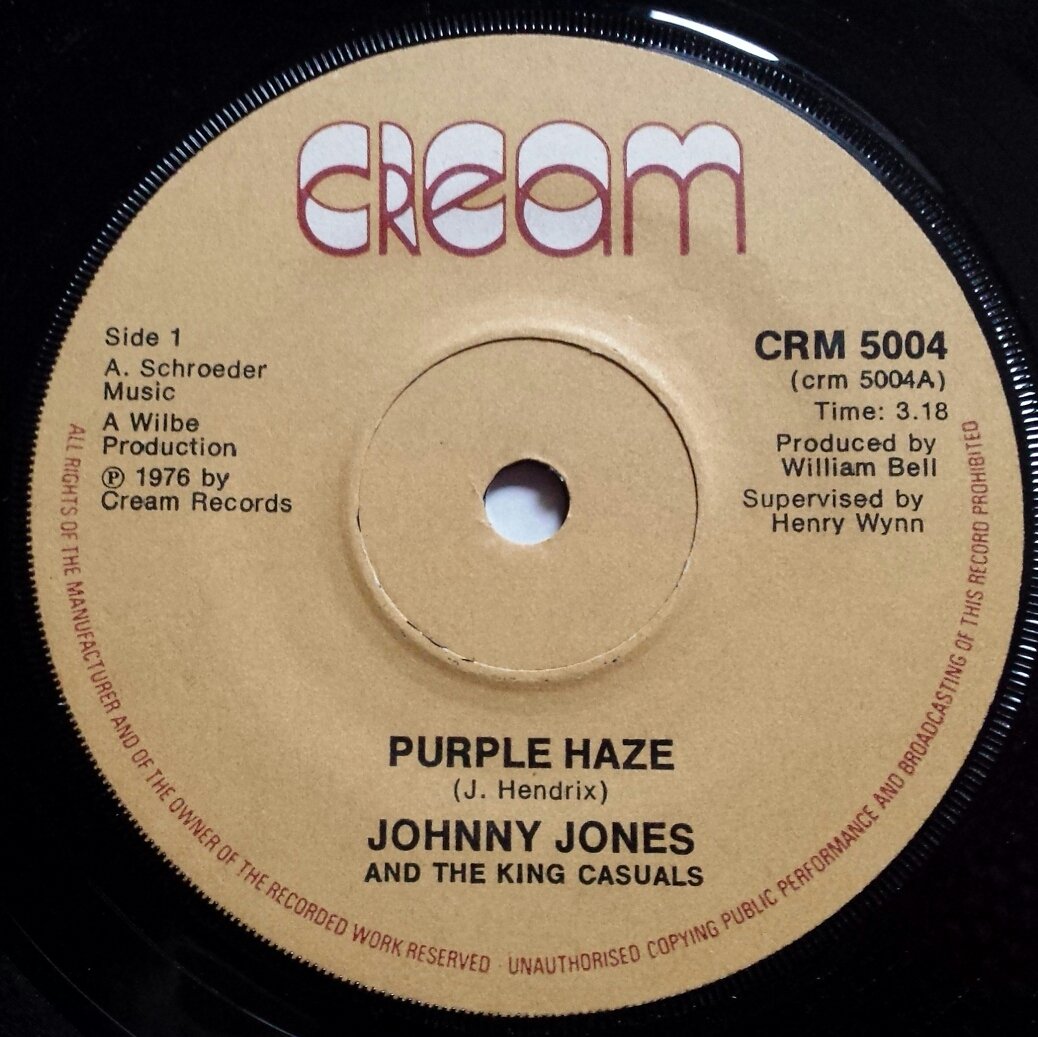 CREAM
Side 1
A. Schroeder
Music
A Wilbe
Production
℗ 1976 by
Cream Records
CRM 5004
(crm 5004A)
Time: 3.18
Produced by
William Bell
Supervised by
Henry Wynn
PURPLE HAZE
(J. Hendrix)
JOHNNY JONES
AND THE KING CASUALS
ALL RIGHTS OF THE MANUFACTURER AND OF THE OWNER OF THE RECORDED WORK RESERVED · UNAUTHORISED COPYING PUBLIC PERFORMANCE AND BROADCASTING OF THIS RECORD PROHIBITED